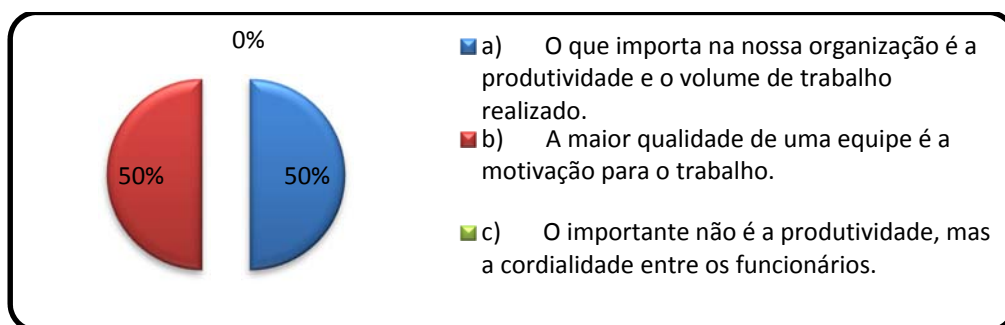 0%
50%
50%
a) O que importa na nossa organização é a
produtividade e o volume de trabalho
realizado.
b) A maior qualidade de uma equipe é a
motivação para o trabalho.
c) O importante não é a produtividade, mas
a cordialidade entre os funcionários.